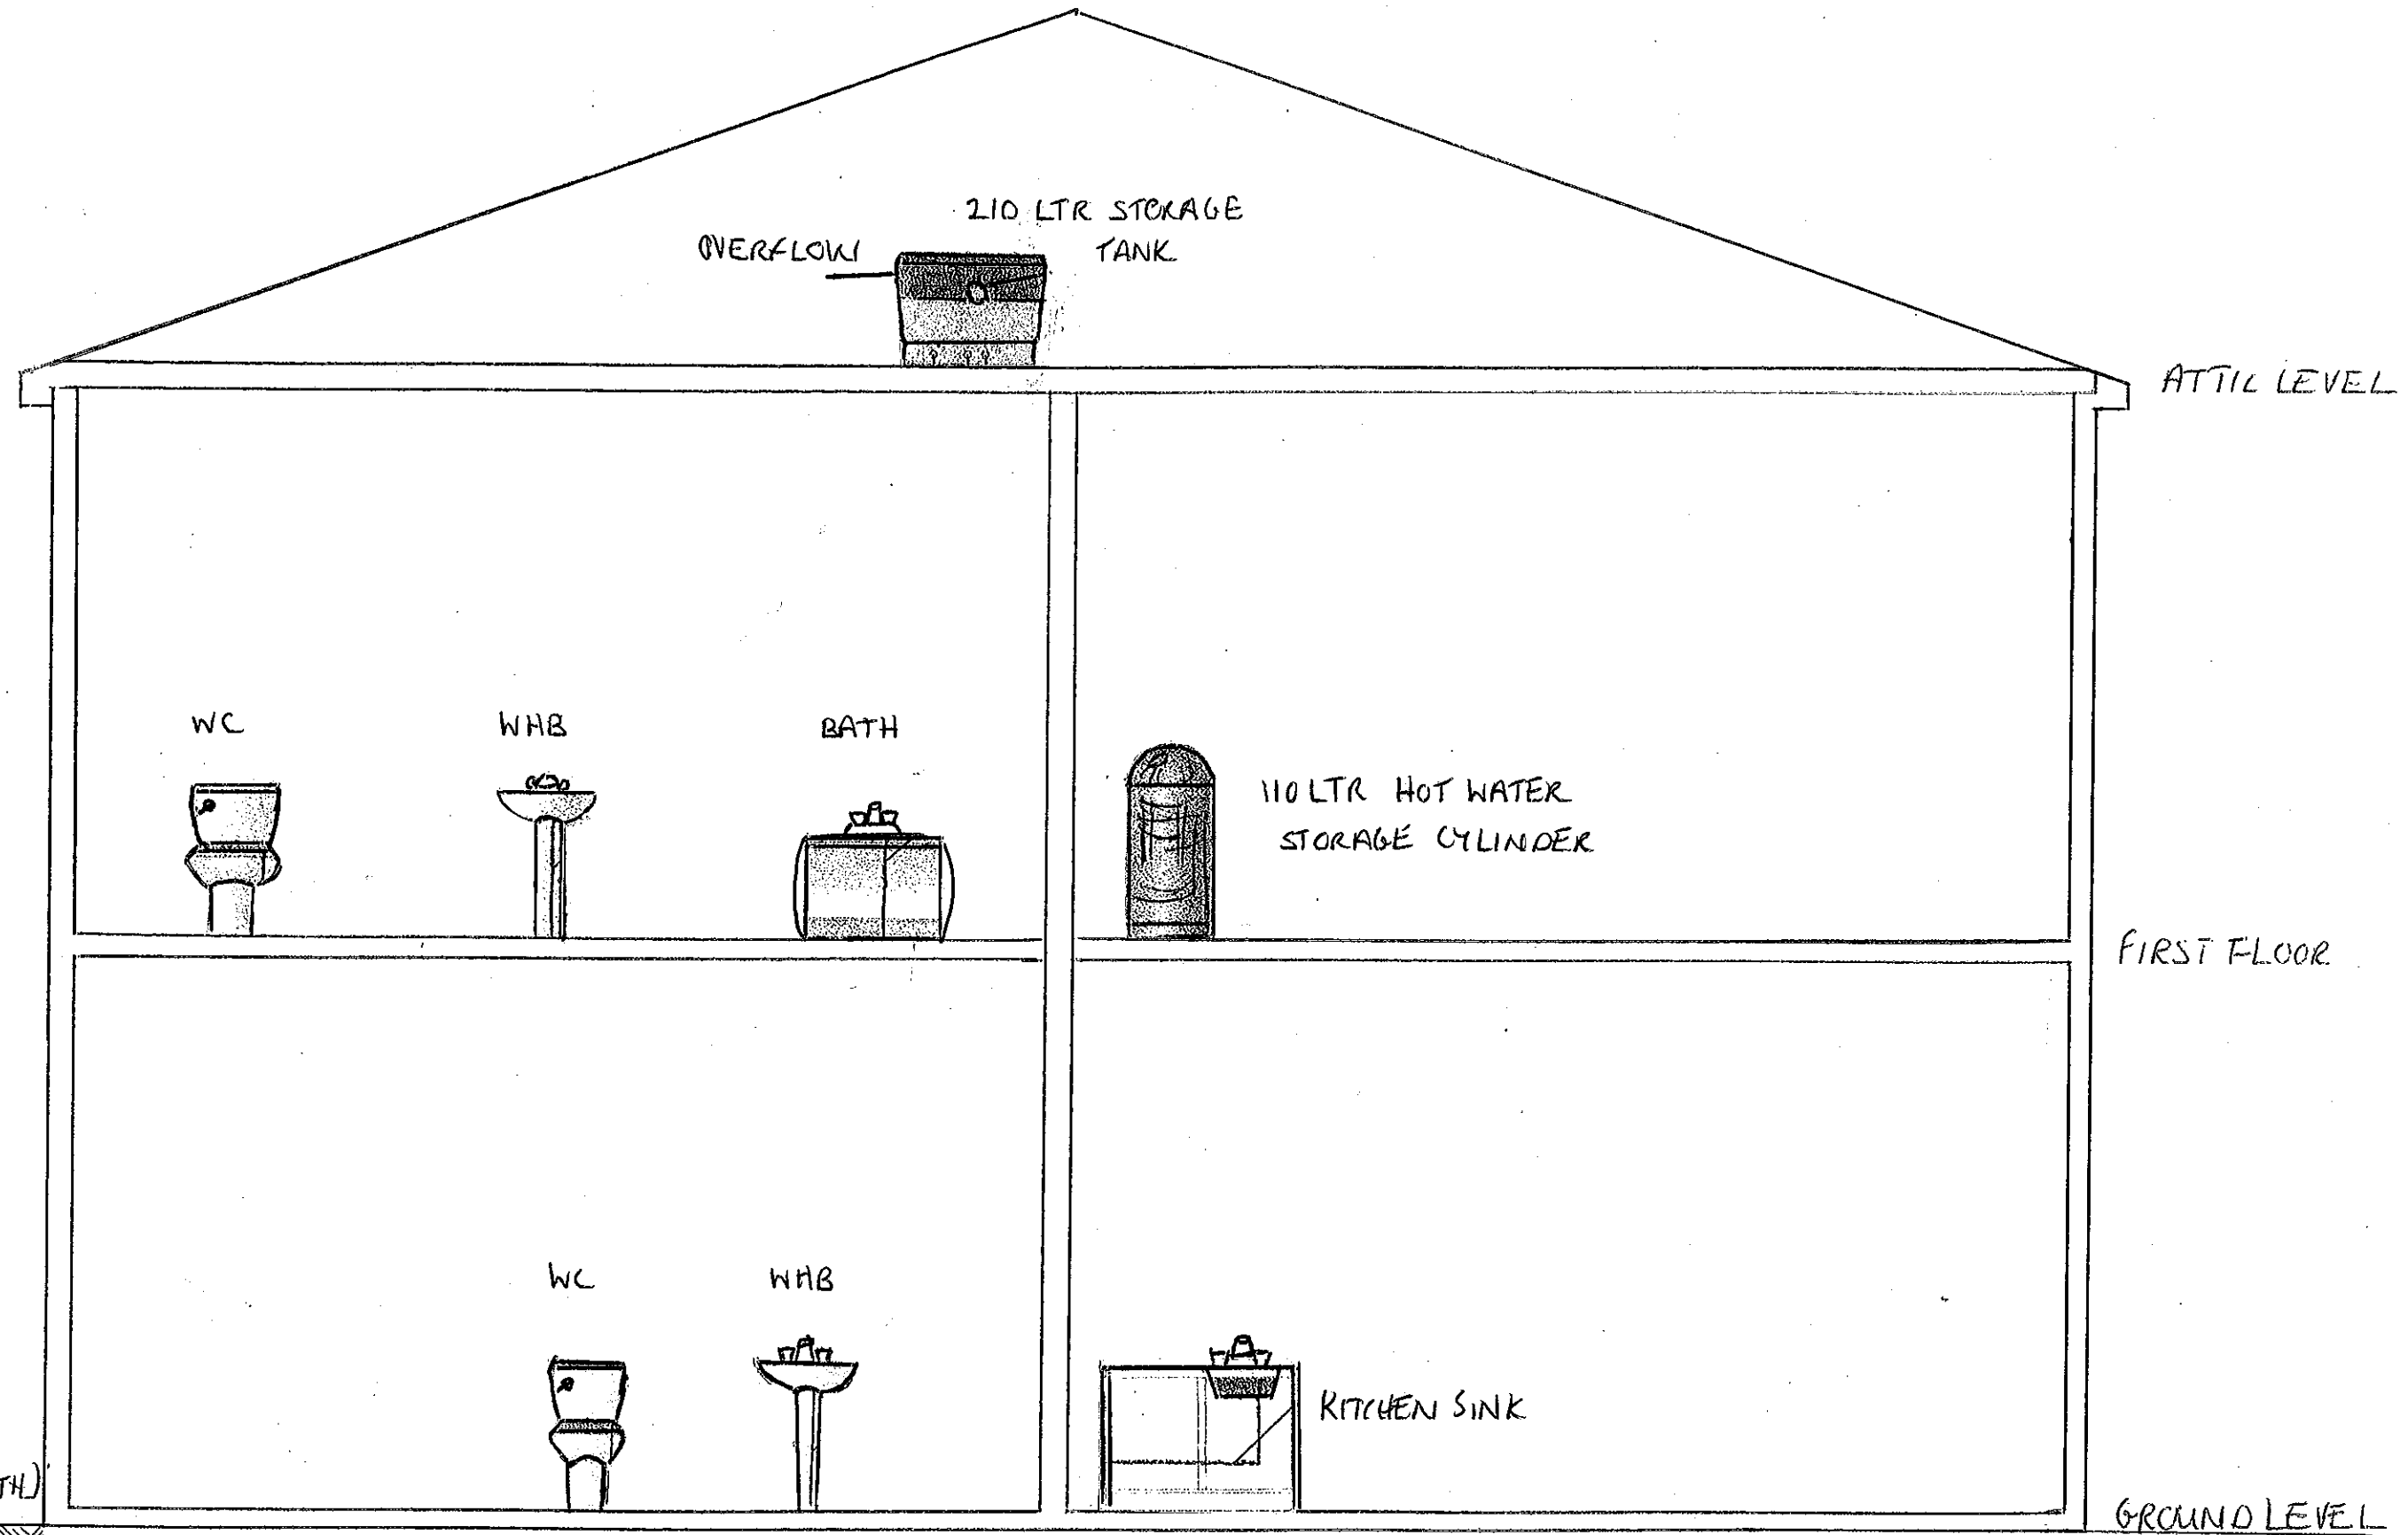 210 LTR STORAGE
TANK
OVERFLOW
ATTIC LEVEL
WC
WHB
BATH
110 LTR HOT WATER
STORAGE CYLINDER
FIRST FLOOR
WC
WHB
KITCHEN SINK
TH)
GROUND LEVEL